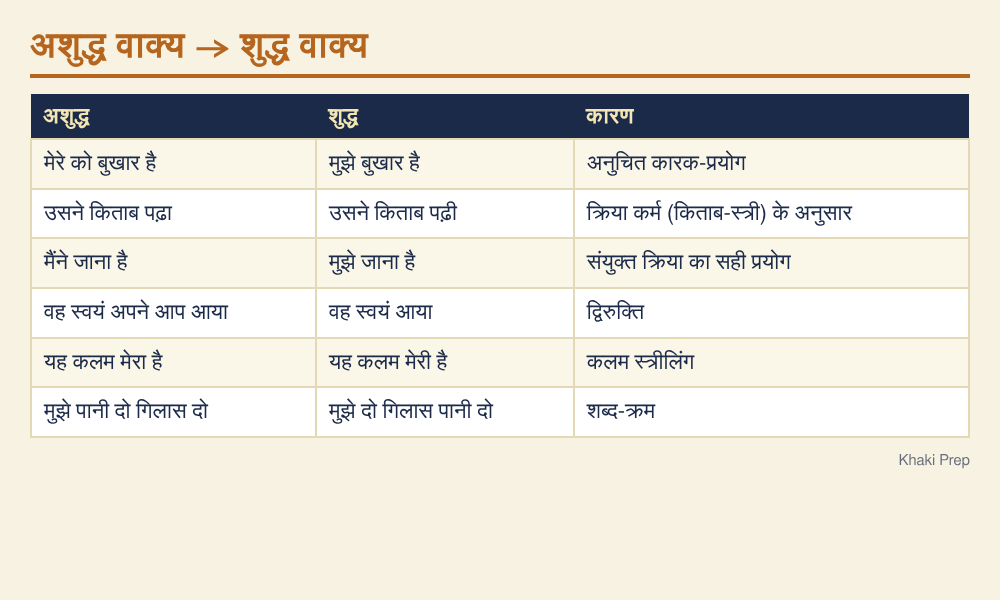 अशुद्ध वाक्य → शुद्ध वाक्य
अशुद्ध शुद्ध कारण
मेरे को बुखार है मुझे बुखार है अनुचित कारक-प्रयोग
उसने किताब पढ़ा उसने किताब पढ़ी क्रिया कर्म (किताब-स्त्री) के अनुसार
मैंने जाना है मुझे जाना है संयुक्त क्रिया का सही प्रयोग
वह स्वयं अपने आप आया वह स्वयं आया द्विरुक्ति
यह कलम मेरा है यह कलम मेरी है कलम स्त्रीलिंग
मुझे पानी दो गिलास दो मुझे दो गिलास पानी दो शब्द-क्रम
Khaki Prep